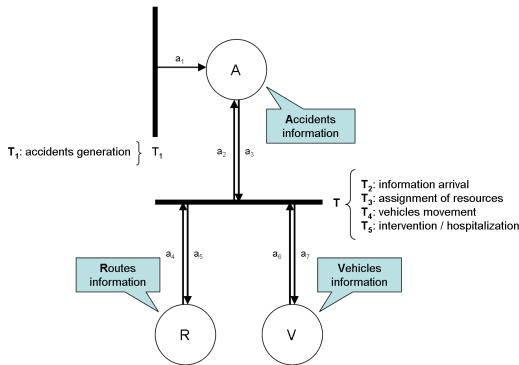 a₁
A
Accidents
information
T₁: accidents generation
T₁
a₂
a₃
T
T₂: information arrival
T₃: assignment of resources
T₄: vehicles movement
T₅: intervention / hospitalization
a₄
a₅
a₆
a₇
Routes
information
Vehicles
information
R
V